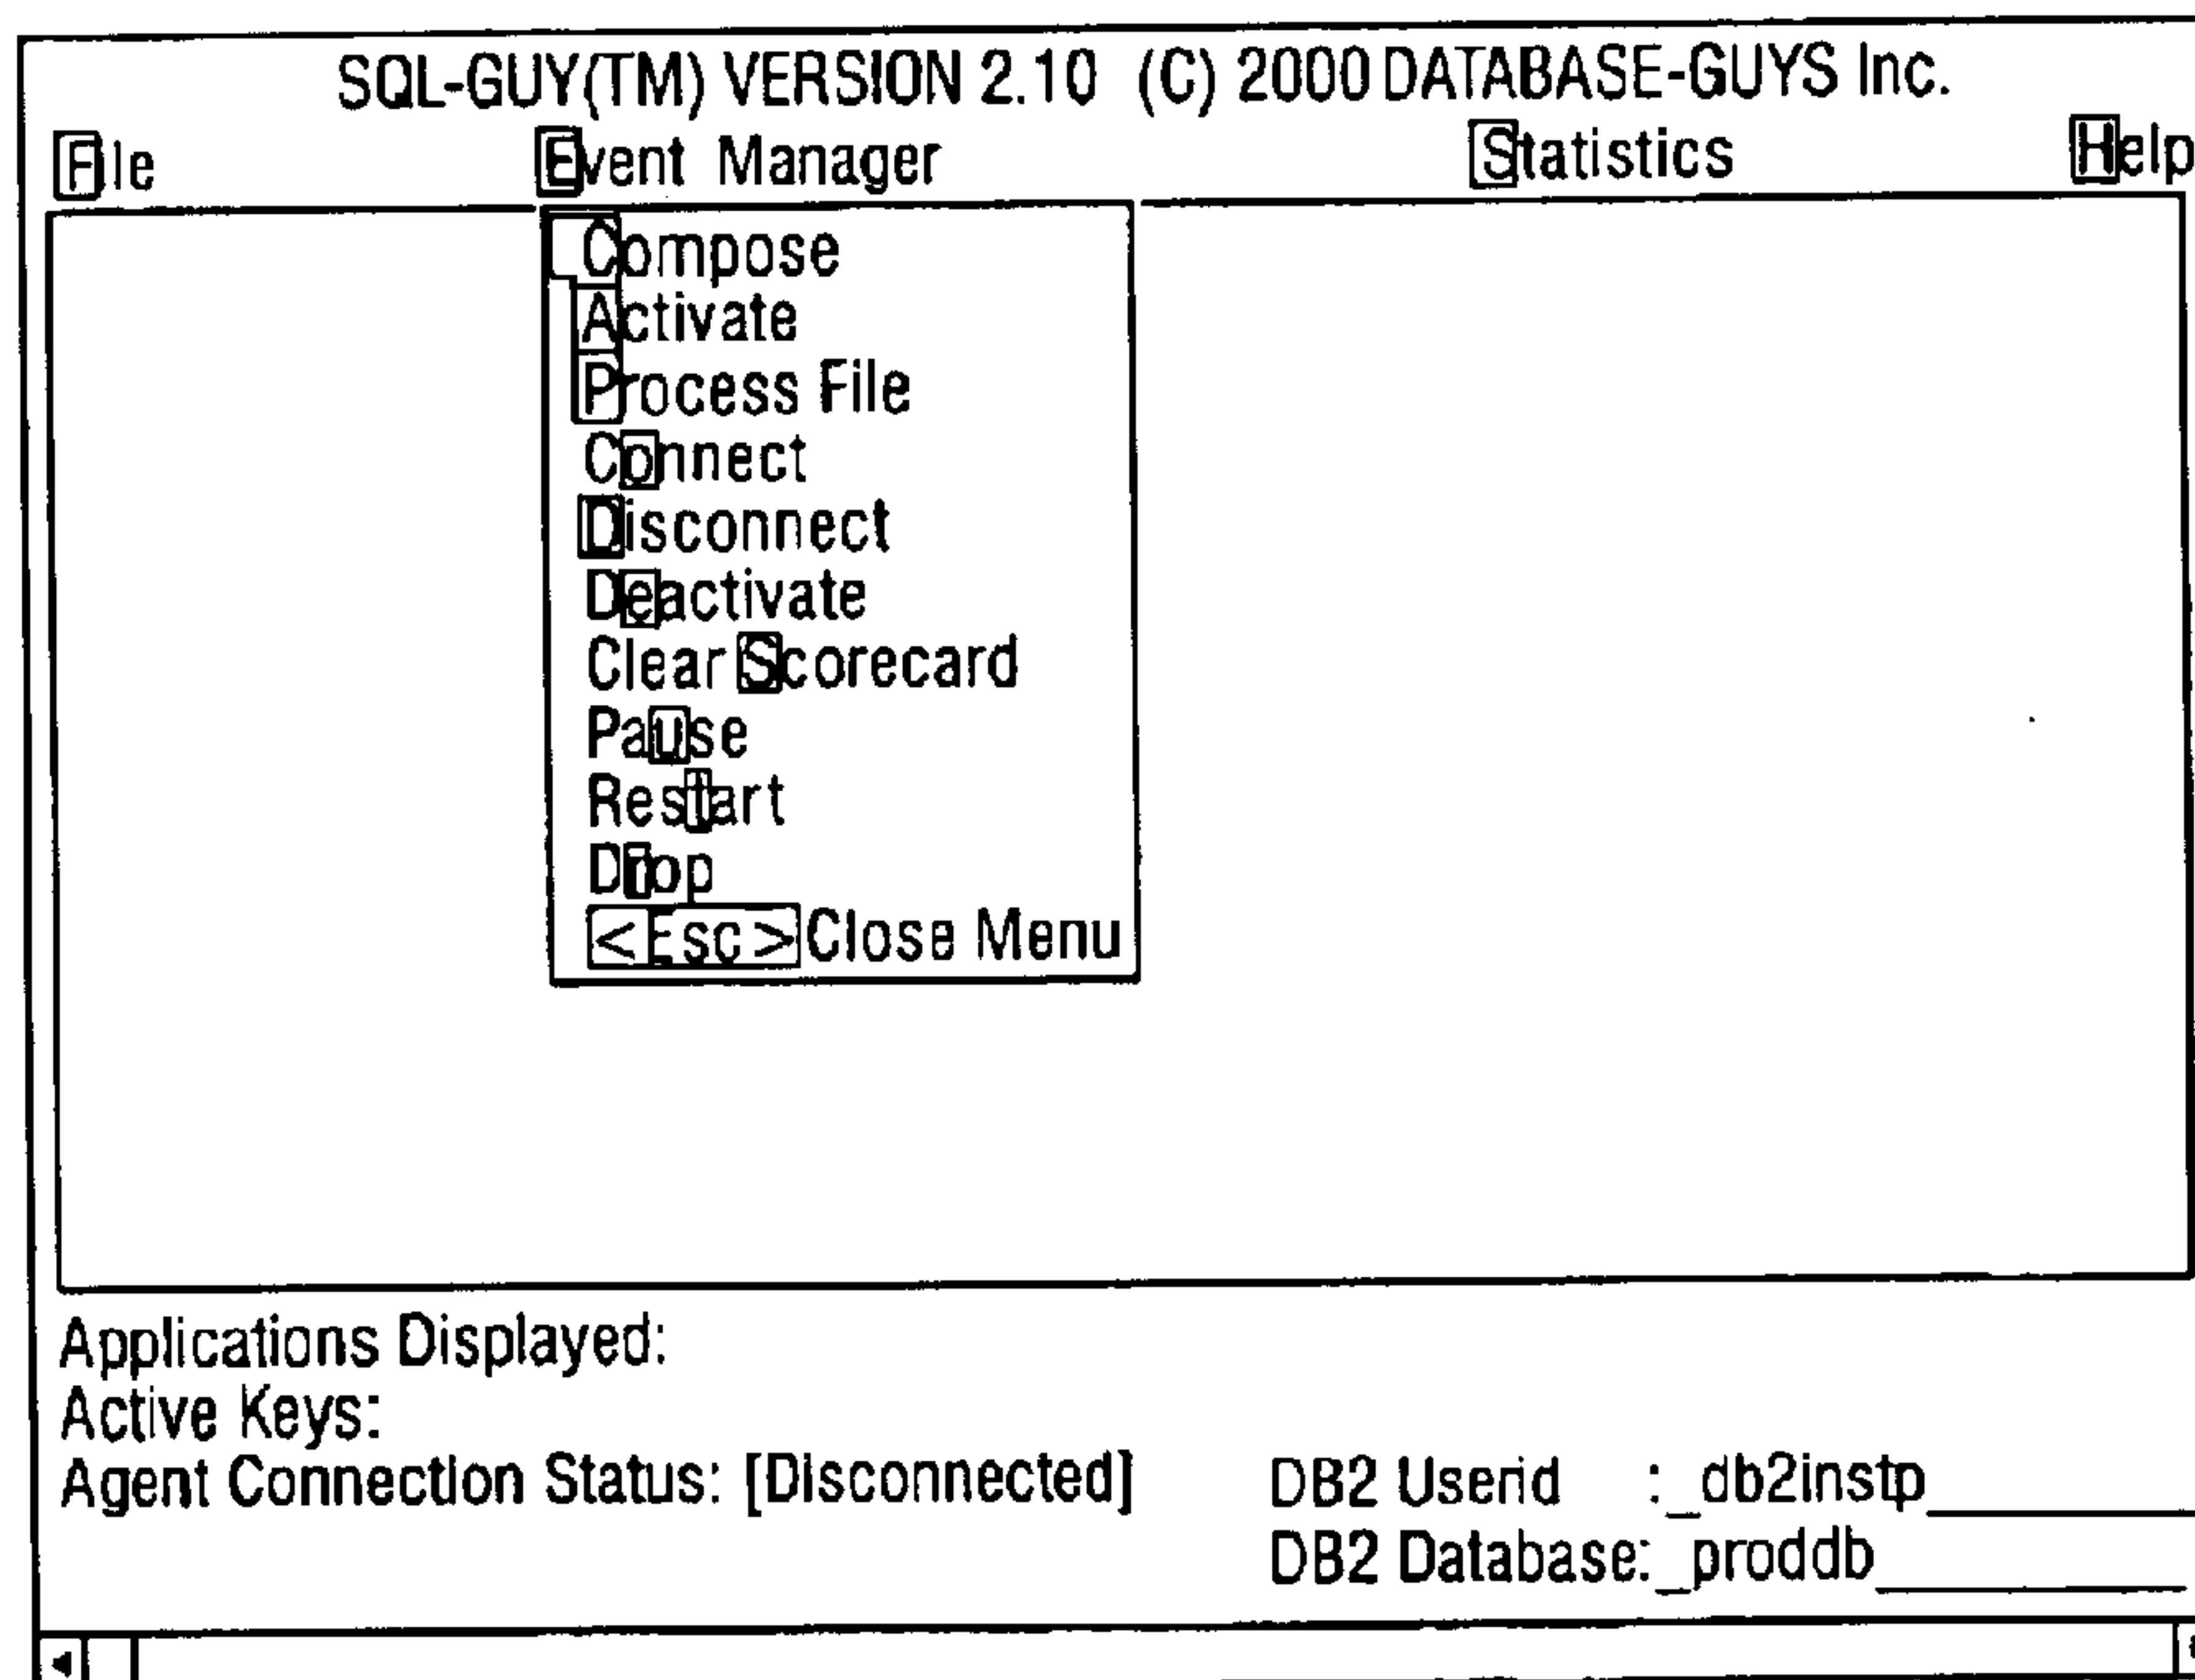 SQL-GUY(TM) VERSION 2.10 (C) 2000 DATABASE-GUYS Inc.
File Event Manager Statistics Help
Compose
Activate
Process File
Connect
Disconnect
Deactivate
Clear Scorecard
Pause
Restart
Drop
<Esc> Close Menu
Applications Displayed:
Active Keys:
Agent Connection Status: [Disconnected] DB2 Userid :_db2instp__________
DB2 Database:_proddb__________